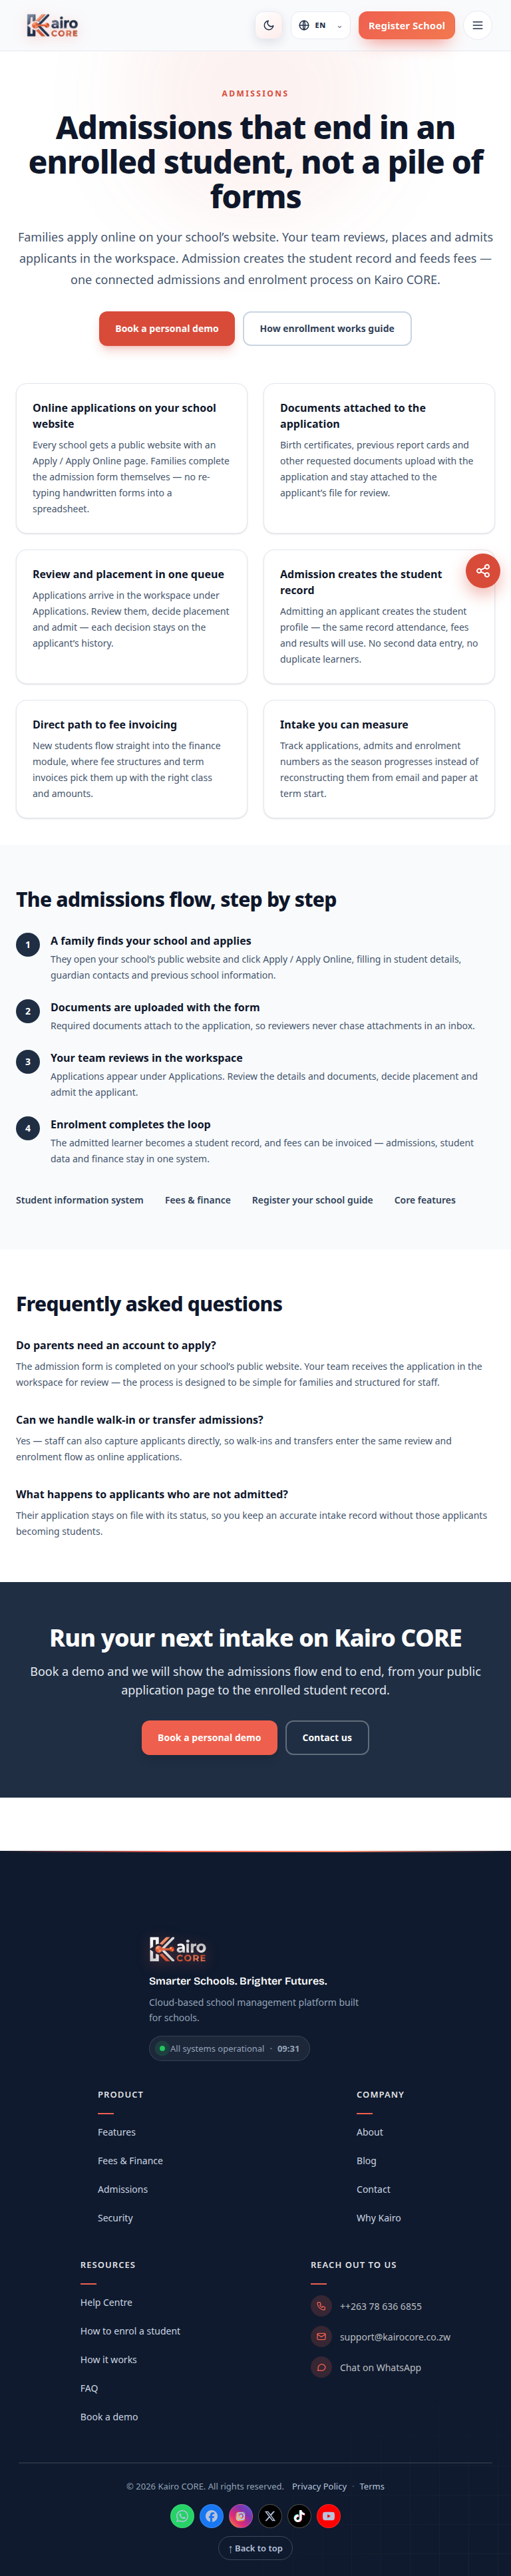 Kairo
CORE
EN
Register School
ADMISSIONS
Admissions that end in an
enrolled student, not a pile of
forms
Families apply online on your school’s website. Your team reviews, places and admits
applicants in the workspace. Admission creates the student record and feeds fees —
one connected admissions and enrolment process on Kairo CORE.
Book a personal demo
How enrollment works guide
Online applications on your school
website
Every school gets a public website with an
Apply / Apply Online page. Families complete
the admission form themselves — no re-
typing handwritten forms into a
spreadsheet.
Documents attached to the
application
Birth certificates, previous report cards and
other requested documents upload with the
application and stay attached to the
applicant’s file for review.
Review and placement in one queue
Applications arrive in the workspace under
Applications. Review them, decide placement
and admit — each decision stays on the
applicant’s history.
Admission creates the student
record
Admitting an applicant creates the student
profile — the same record attendance, fees
and results will use. No second data entry, no
duplicate learners.
Direct path to fee invoicing
New students flow straight into the finance
module, where fee structures and term
invoices pick them up with the right class
and amounts.
Intake you can measure
Track applications, admits and enrolment
numbers as the season progresses instead of
reconstructing them from email and paper at
term start.
The admissions flow, step by step
1
A family finds your school and applies
They open your school’s public website and click Apply / Apply Online, filling in student details,
guardian contacts and previous school information.
2
Documents are uploaded with the form
Required documents attach to the application, so reviewers never chase attachments in an inbox.
3
Your team reviews in the workspace
Applications appear under Applications. Review the details and documents, decide placement and
admit the applicant.
4
Enrolment completes the loop
The admitted learner becomes a student record, and fees can be invoiced — admissions, student
data and finance stay in one system.
Student information system
Fees & finance
Register your school guide
Core features
Frequently asked questions
Do parents need an account to apply?
The admission form is completed on your school’s public website. Your team receives the application in the
workspace for review — the process is designed to be simple for families and structured for staff.
Can we handle walk-in or transfer admissions?
Yes — staff can also capture applicants directly, so walk-ins and transfers enter the same review and
enrolment flow as online applications.
What happens to applicants who are not admitted?
Their application stays on file with its status, so you keep an accurate intake record without those applicants
becoming students.
Run your next intake on Kairo CORE
Book a demo and we will show the admissions flow end to end, from your public
application page to the enrolled student record.
Book a personal demo
Contact us
Kairo
CORE
Smarter Schools. Brighter Futures.
Cloud-based school management platform built
for schools.
All systems operational · 09:31
PRODUCT
Features
Fees & Finance
Admissions
Security
COMPANY
About
Blog
Contact
Why Kairo
RESOURCES
Help Centre
How to enrol a student
How it works
FAQ
Book a demo
REACH OUT TO US
++263 78 636 6855
support@kairocore.co.zw
Chat on WhatsApp
© 2026 Kairo CORE. All rights reserved. Privacy Policy · Terms
↑ Back to top